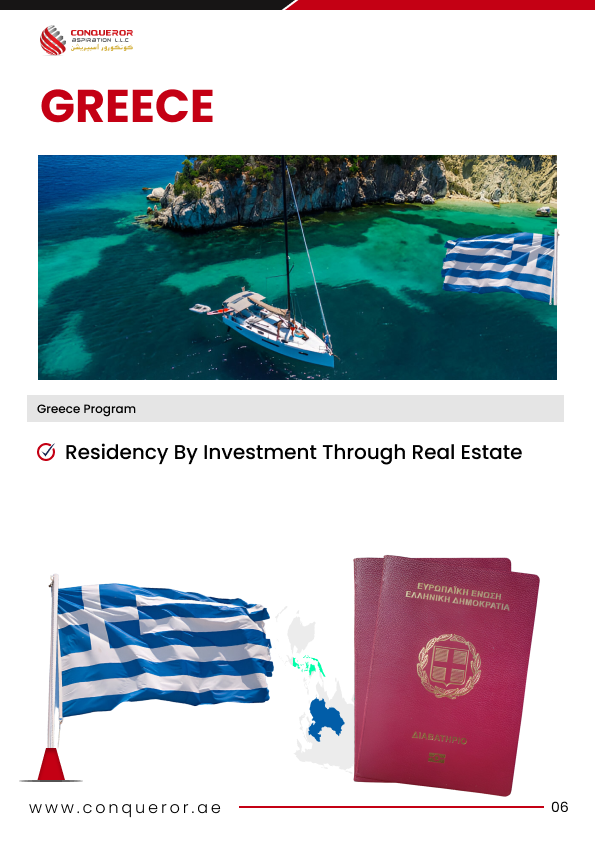 CONQUEROR
ASPIRATION L.L.C
كونكورور أسبيريشن
GREECE
Greece Program
Residency By Investment Through Real Estate
ΕΥΡΩΠΑΪΚΗ ΕΝΩΣΗ
ΕΛΛΗΝΙΚΗ ΔΗΜΟΚΡΑΤΙΑ
ΔΙΑΒΑΤΗΡΙΟ
www.conqueror.ae
06